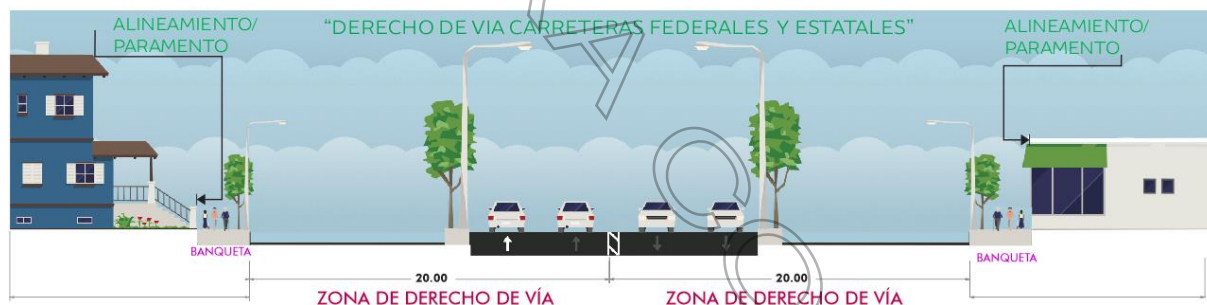 ALINEAMIENTO/
PARAMENTO
“DERECHO DE VIA CARRETERAS FEDERALES Y ESTATALES”
ALINEAMIENTO/
PARAMENTO
BANQUETA
BANQUETA
20.00
20.00
ZONA DE DERECHO DE VÍA
ZONA DE DERECHO DE VÍA